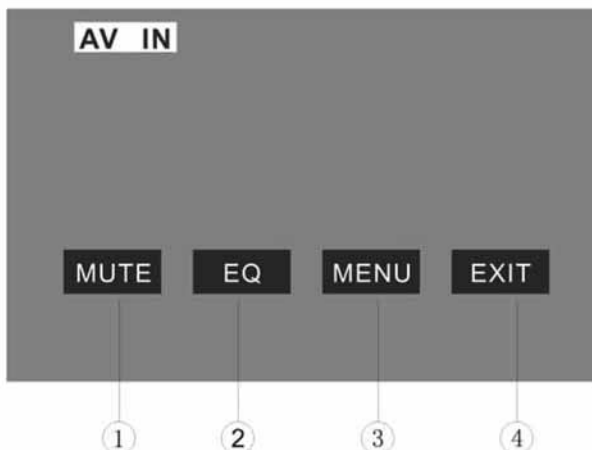 AV IN
MUTE EQ MENU EXIT
① ② ③ ④